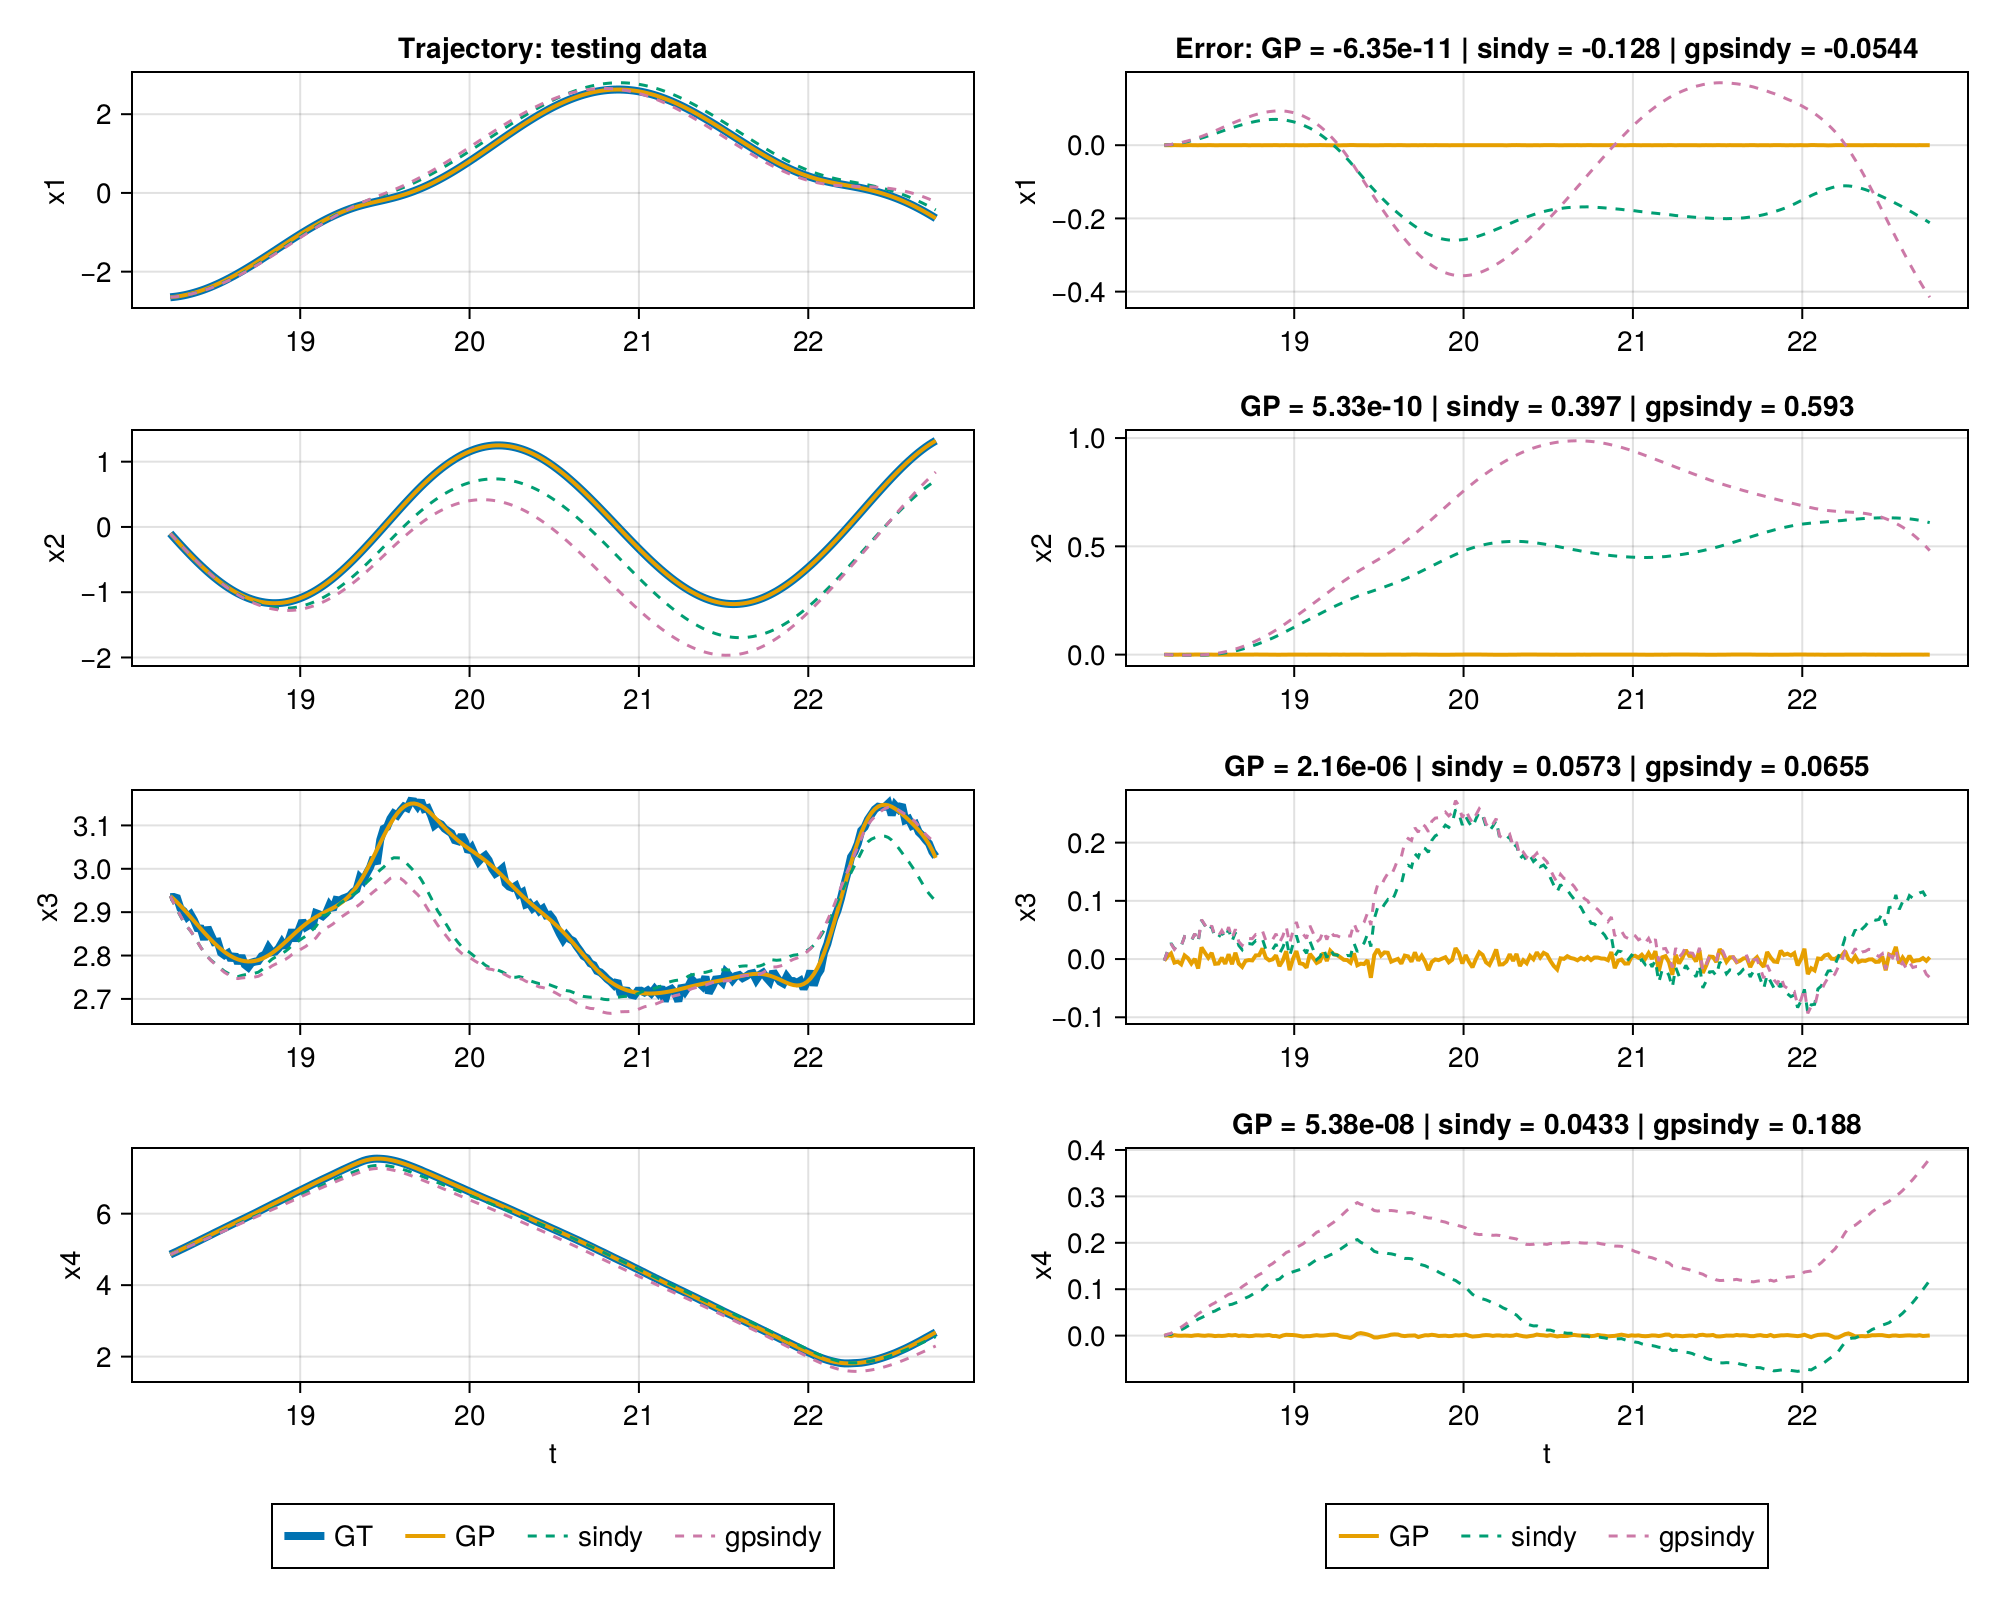 Trajectory: testing data
x1
2
0
−2
19 20 21 22
Error: GP = -6.35e-11 | sindy = -0.128 | gpsindy = -0.0544
x1
0.0
−0.2
−0.4
19 20 21 22
x2
1
0
−1
−2
19 20 21 22
GP = 5.33e-10 | sindy = 0.397 | gpsindy = 0.593
x2
1.0
0.5
0.0
19 20 21 22
x3
3.1
3.0
2.9
2.8
2.7
19 20 21 22
GP = 2.16e-06 | sindy = 0.0573 | gpsindy = 0.0655
x3
0.2
0.1
0.0
−0.1
19 20 21 22
x4
6
4
2
19 20 21 22
t
GP = 5.38e-08 | sindy = 0.0433 | gpsindy = 0.188
x4
0.4
0.3
0.2
0.1
0.0
19 20 21 22
t
GT GP sindy gpsindy
GP sindy gpsindy